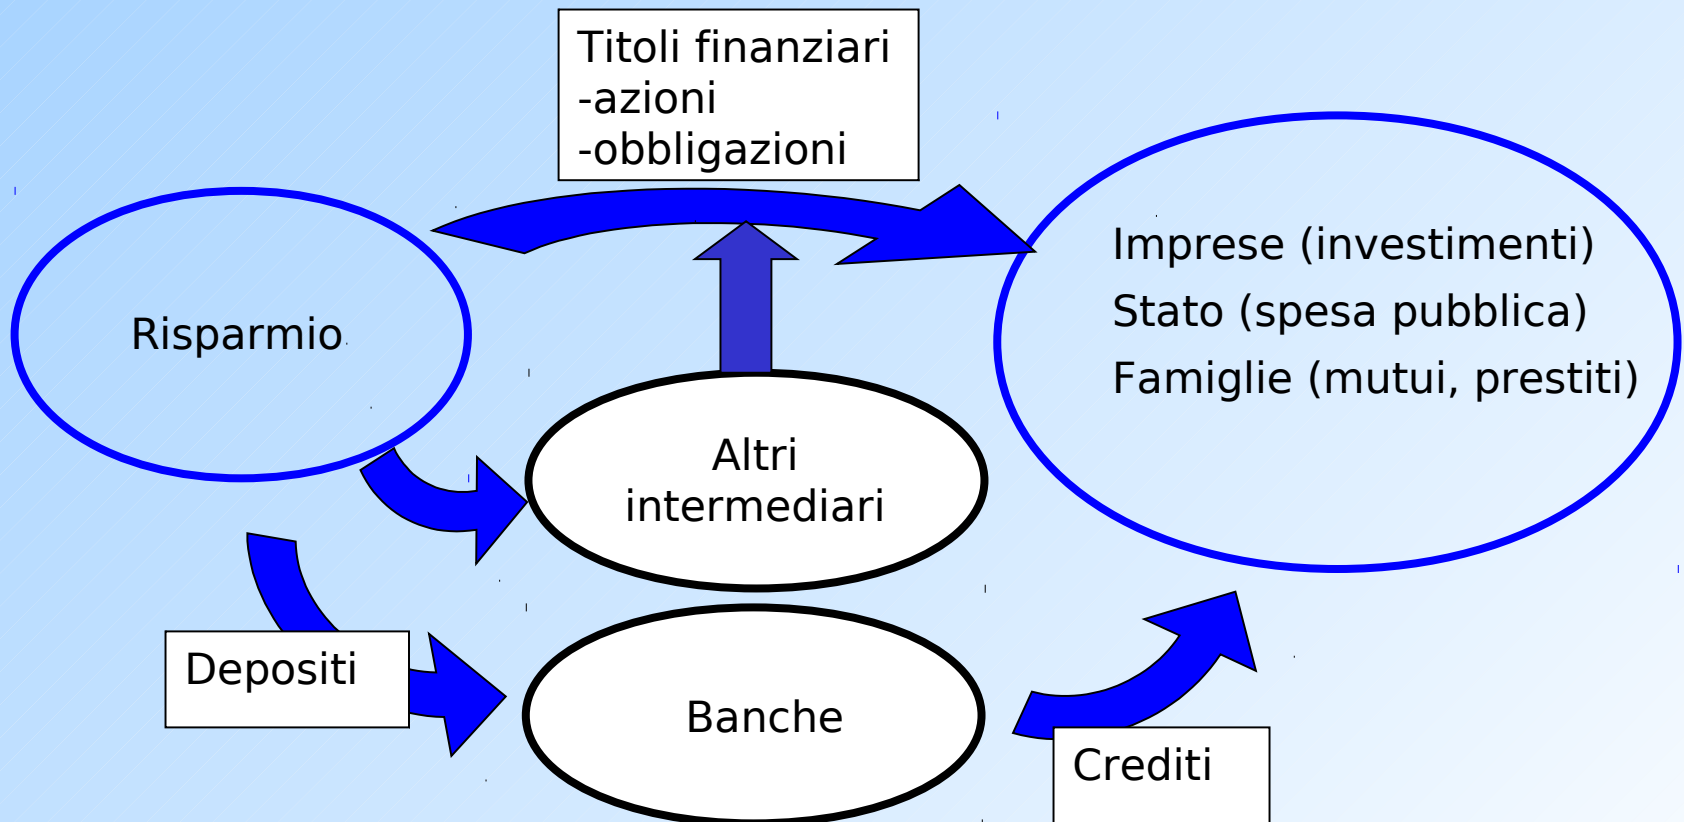 Titoli finanziari
-azioni
-obbligazioni
Risparmio
Imprese (investimenti)
Stato (spesa pubblica)
Famiglie (mutui, prestiti)
Altri
intermediari
Depositi
Banche
Crediti